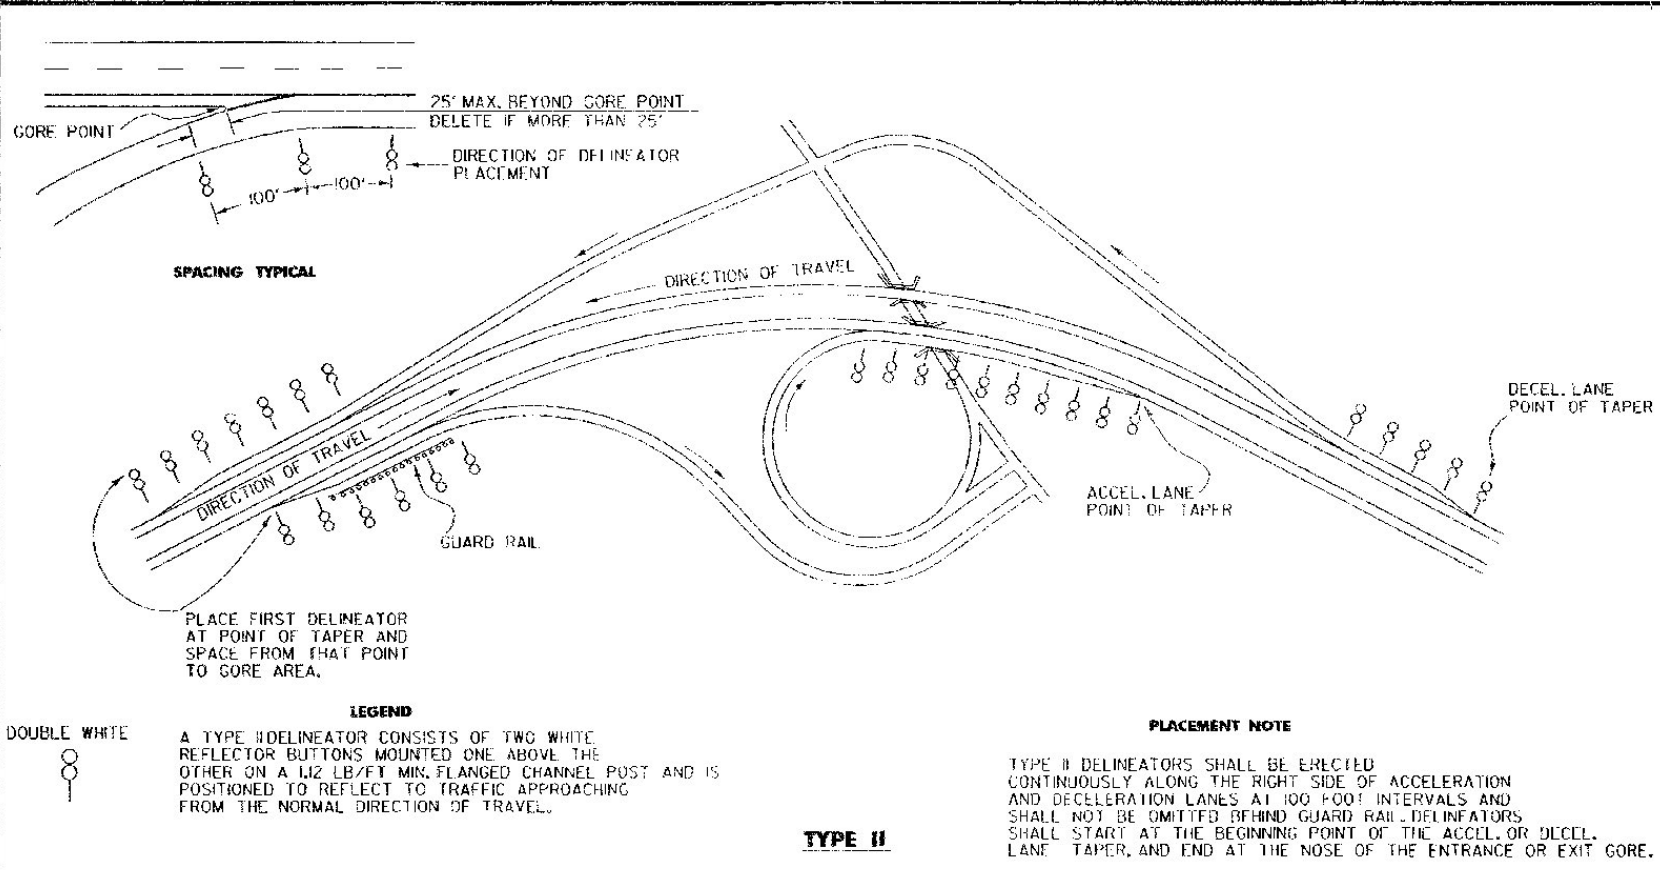 25' MAX. BEYOND GORE POINT
DELETE IF MORE THAN 25'
GORE POINT
DIRECTION OF DELINEATOR
PLACEMENT
100'
100'
SPACING TYPICAL
DIRECTION OF TRAVEL
DECEL. LANE
POINT OF TAPER
DIRECTION OF TRAVEL
ACCEL. LANE
POINT OF TAPER
GUARD RAIL
PLACE FIRST DELINEATOR
AT POINT OF TAPER AND
SPACE FROM THAT POINT
TO GORE AREA.
LEGEND
DOUBLE WHITE
A TYPE II DELINEATOR CONSISTS OF TWO WHITE
REFLECTOR BUTTONS MOUNTED ONE ABOVE THE
OTHER ON A 1.12 LB/FT MIN. FLANGED CHANNEL POST AND IS
POSITIONED TO REFLECT TO TRAFFIC APPROACHING
FROM THE NORMAL DIRECTION OF TRAVEL.
TYPE II
PLACEMENT NOTE
TYPE II DELINEATORS SHALL BE ERECTED
CONTINUOUSLY ALONG THE RIGHT SIDE OF ACCELERATION
AND DECELERATION LANES AT 100 FOOT INTERVALS AND
SHALL NOT BE OMITTED BEHIND GUARD RAIL. DELINEATORS
SHALL START AT THE BEGINNING POINT OF THE ACCEL. OR DECEL.
LANE TAPER, AND END AT THE NOSE OF THE ENTRANCE OR EXIT GORE.